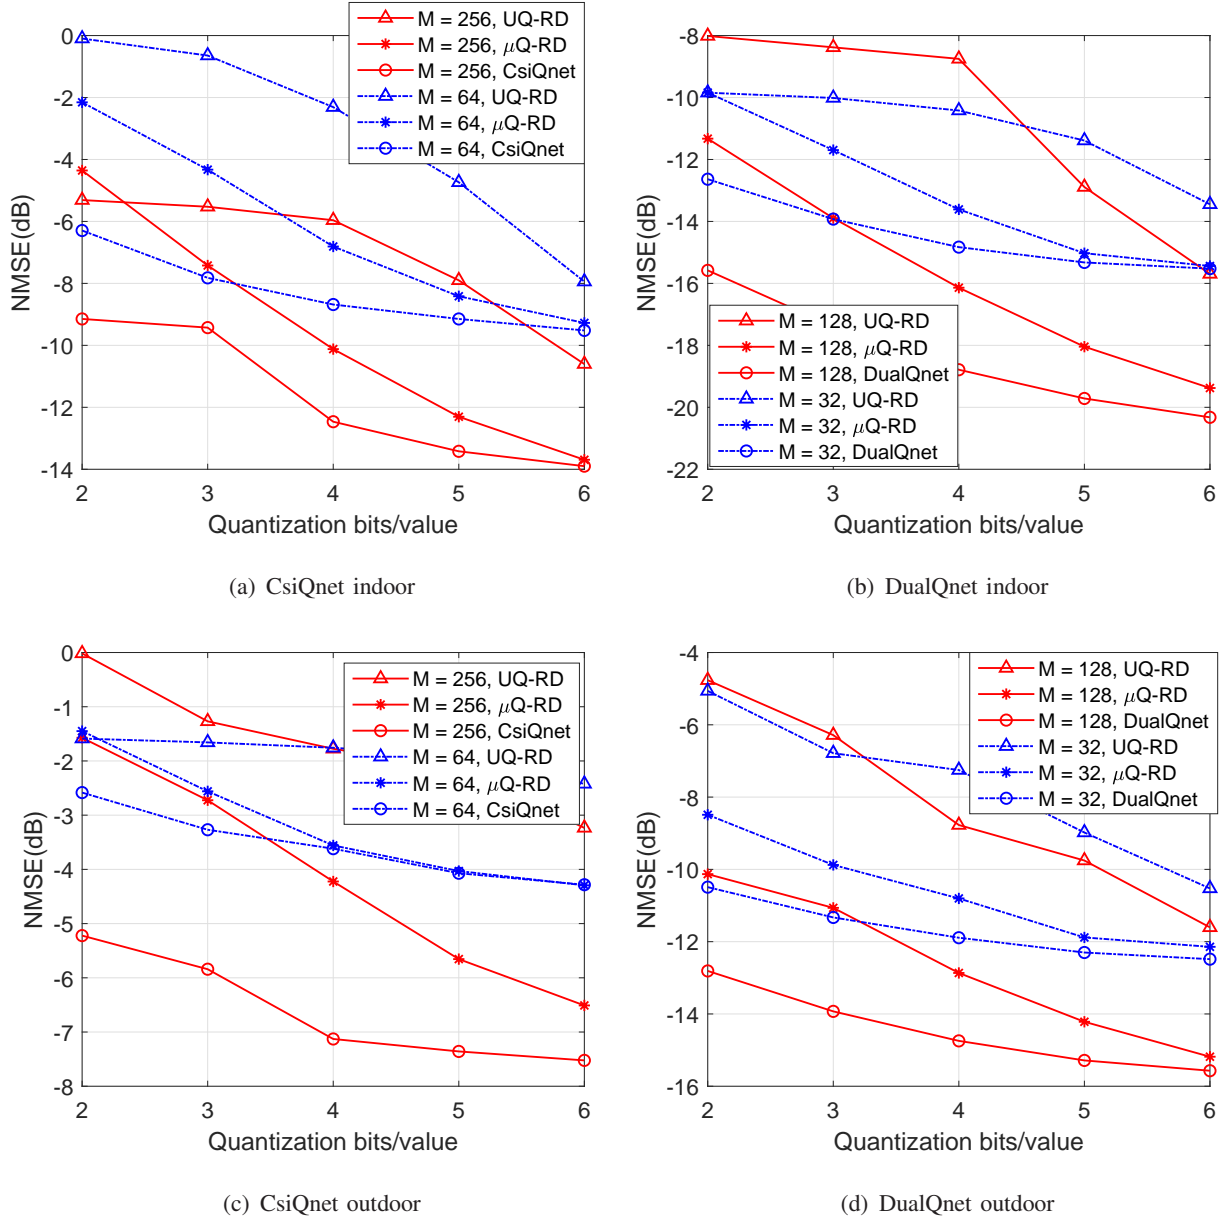 0
-2
-4
-6
-8
-10
-12
-14
2
3
4
5
6
NMSE(dB)
Quantization bits/value
M = 256, UQ-RD
M = 256, μQ-RD
M = 256, CsiQnet
M = 64, UQ-RD
M = 64, μQ-RD
M = 64, CsiQnet
(a) CsiQnet indoor
-8
-10
-12
-14
-16
-18
-20
-22
2
3
4
5
6
NMSE(dB)
Quantization bits/value
M = 128, UQ-RD
M = 128, μQ-RD
M = 128, DualQnet
M = 32, UQ-RD
M = 32, μQ-RD
M = 32, DualQnet
(b) DualQnet indoor
0
-1
-2
-3
-4
-5
-6
-7
-8
2
3
4
5
6
NMSE(dB)
Quantization bits/value
M = 256, UQ-RD
M = 256, μQ-RD
M = 256, CsiQnet
M = 64, UQ-RD
M = 64, μQ-RD
M = 64, CsiQnet
(c) CsiQnet outdoor
-4
-6
-8
-10
-12
-14
-16
2
3
4
5
6
NMSE(dB)
Quantization bits/value
M = 128, UQ-RD
M = 128, μQ-RD
M = 128, DualQnet
M = 32, UQ-RD
M = 32, μQ-RD
M = 32, DualQnet
(d) DualQnet outdoor